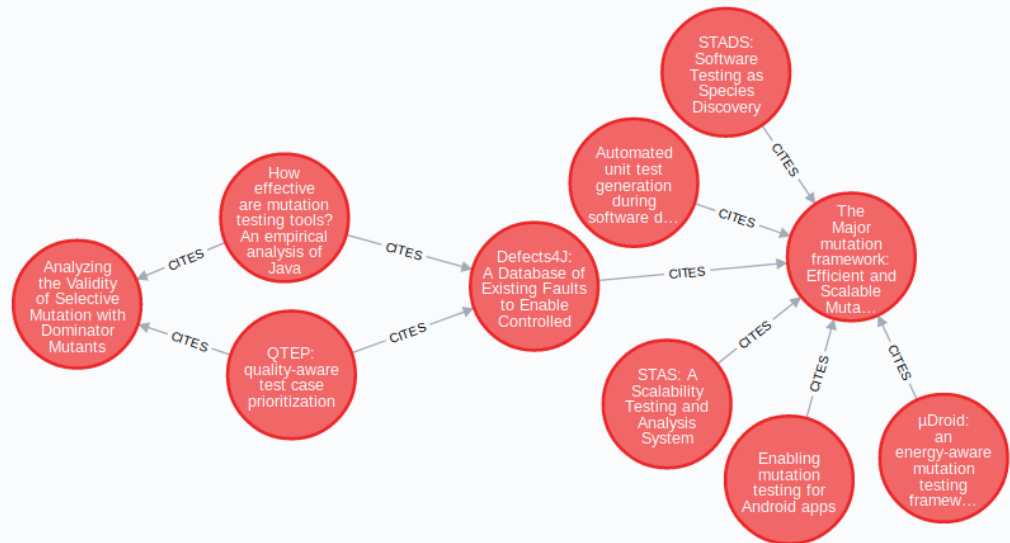 STADS:
Software
Testing as
Species
Discovery
CITES
Automated
unit test
generation
during
software d...
CITES
How
effective
are mutation
testing tools?
An empirical
analysis of
Java
CITES
CITES
The
Major
mutation
framework:
Efficient and
Scalable
Muta...
Defects4J:
A Database of
Existing Faults
to Enable
Controlled
CITES
Analyzing
the Validity
of Selective
Mutation with
Dominator
Mutants
QTEP:
quality-aware
test case
prioritization
CITES
CITES
STAS: A
Scalability
Testing and
Analysis
System
CITES
Enabling
mutation
testing for
Android apps
CITES
µDroid:
an
energy-aware
mutation
testing
framew...
CITES